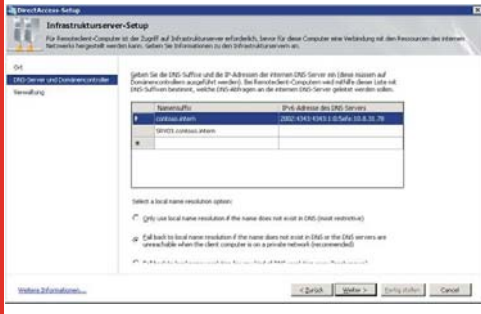 DirectAccess-Setup
Infrastrukturserver-Setup
Für Remoteclient-Computer ist der Zugriff auf Infrastrukturserver erforderlich, bevor für diese Computer eine Verbindung mit den Ressourcen des internen
Netzwerks hergestellt werden kann. Geben Sie Informationen zu den Infrastrukturservern an.
Ort
DNS-Server und Domänencontroller
Verwaltung
Geben Sie die DNS-Suffixe und die IP-Adressen der internen DNS-Server ein (diese müssen auf
Domänencontrollern ausgeführt werden). Bei Remoteclient-Computern wird mithilfe dieser Liste mit
DNS-Suffixen bestimmt, welche DNS-Abfragen an die internen DNS-Server geleitet werden sollen.
Namensuffix IPv6-Adresse des DNS-Servers
contoso.intern
SRV01.contoso.intern
Select a local name resolution option:
Only use local name resolution if the name does not exist in DNS (most restrictive)
Fall back to local name resolution if the name does not exist in DNS or the DNS servers are
unreachable when the client computer is on a private network (recommended)
Weitere Informationen...
< Zurück Weiter > Fertig stellen Cancel